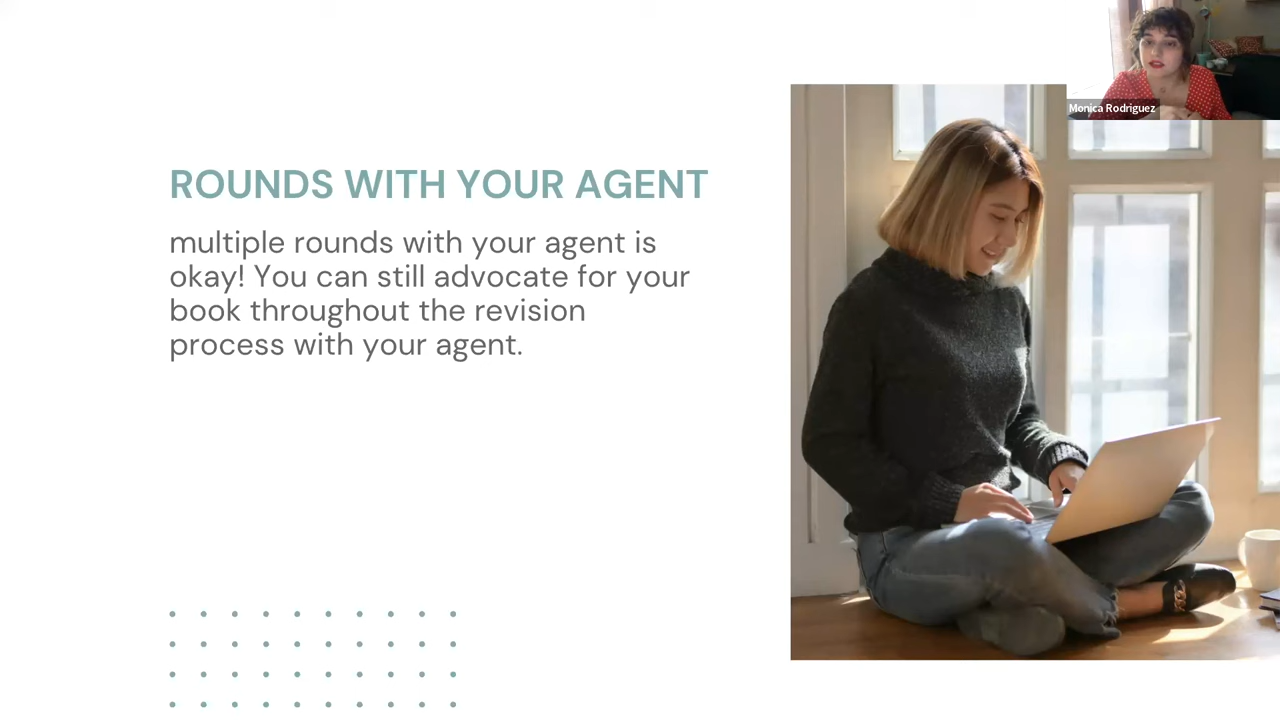 Monica Rodriguez
ROUNDS WITH YOUR AGENT
multiple rounds with your agent is
okay! You can still advocate for your
book throughout the revision
process with your agent.